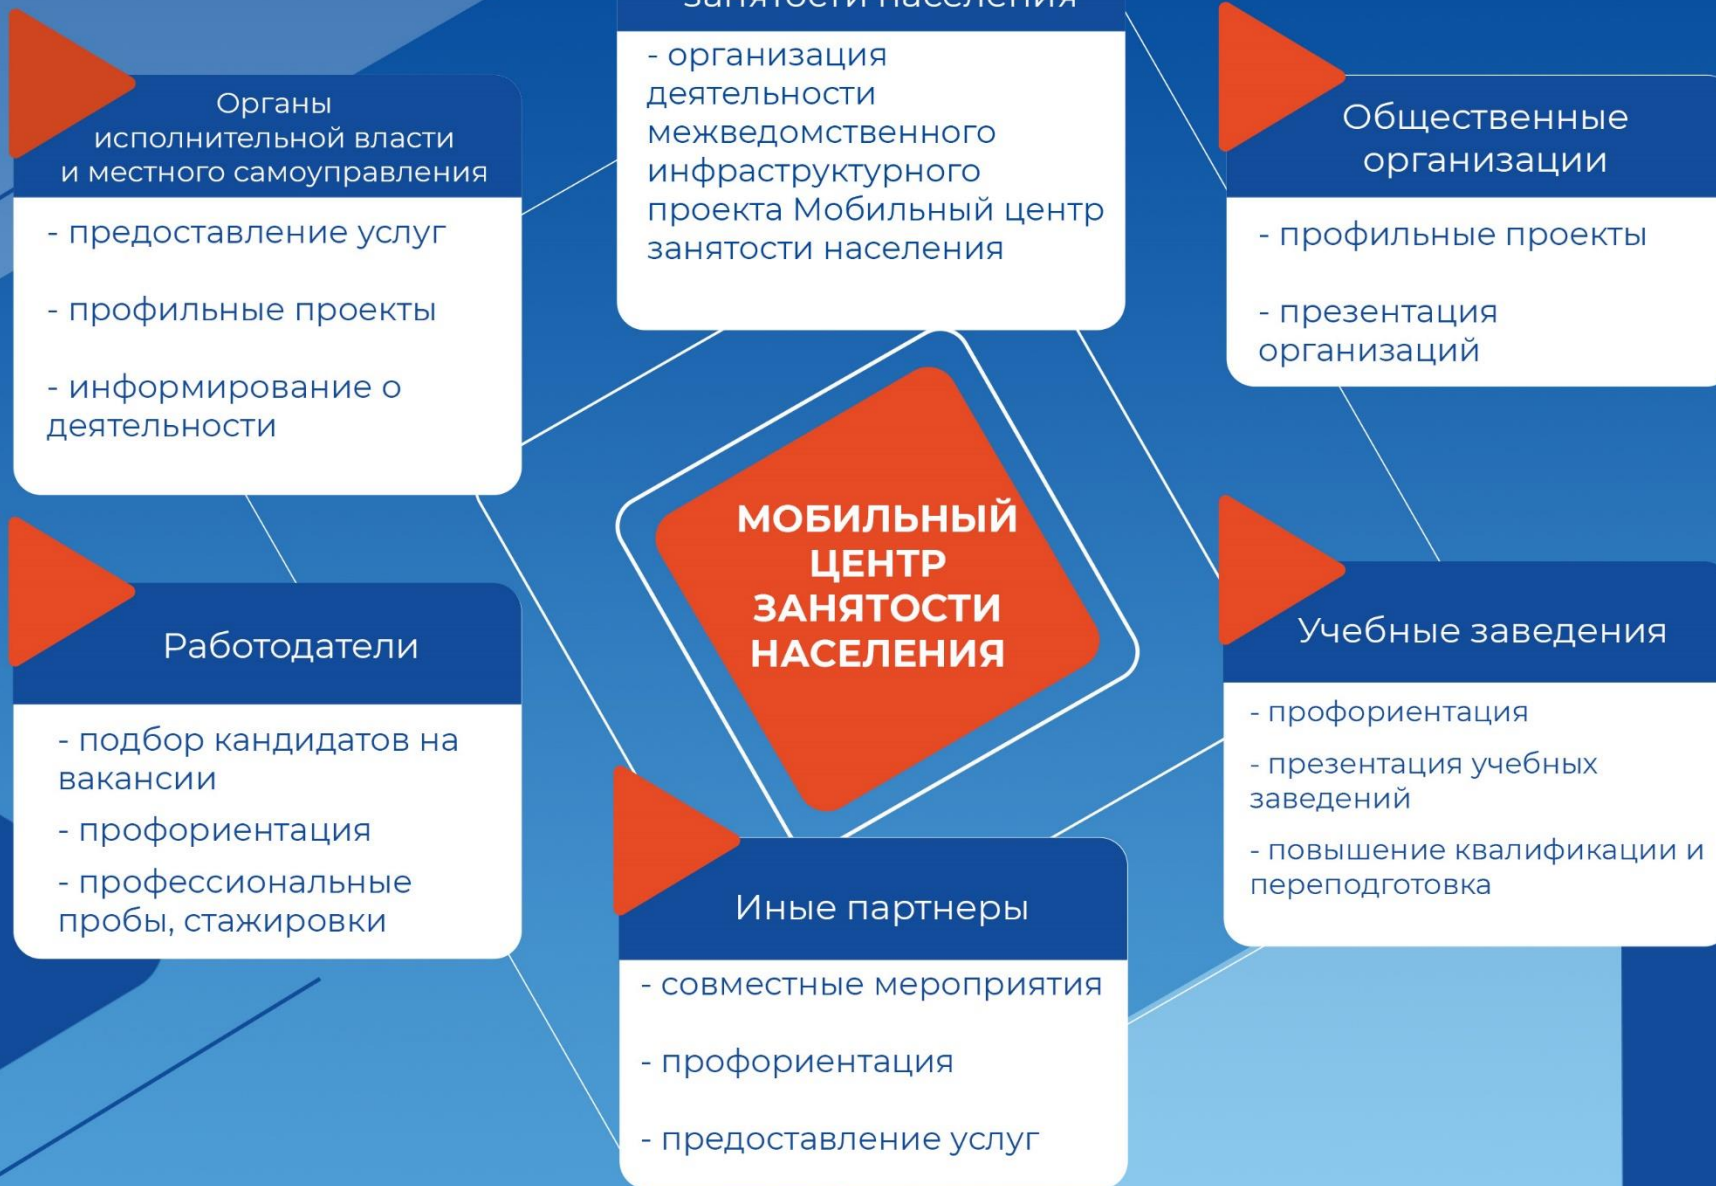 занятости населения
- организация
деятельности
межведомственного
инфраструктурного
проекта Мобильный центр
занятости населения
Органы
исполнительной власти
и местного самоуправления
- предоставление услуг
- профильные проекты
- информирование о
деятельности
Общественные
организации
- профильные проекты
- презентация
организаций
МОБИЛЬНЫЙ
ЦЕНТР
ЗАНЯТОСТИ
НАСЕЛЕНИЯ
Работодатели
- подбор кандидатов на
вакансии
- профориентация
- профессиональные
пробы, стажировки
Учебные заведения
- профориентация
- презентация учебных
заведений
- повышение квалификации и
переподготовка
Иные партнеры
- совместные мероприятия
- профориентация
- предоставление услуг